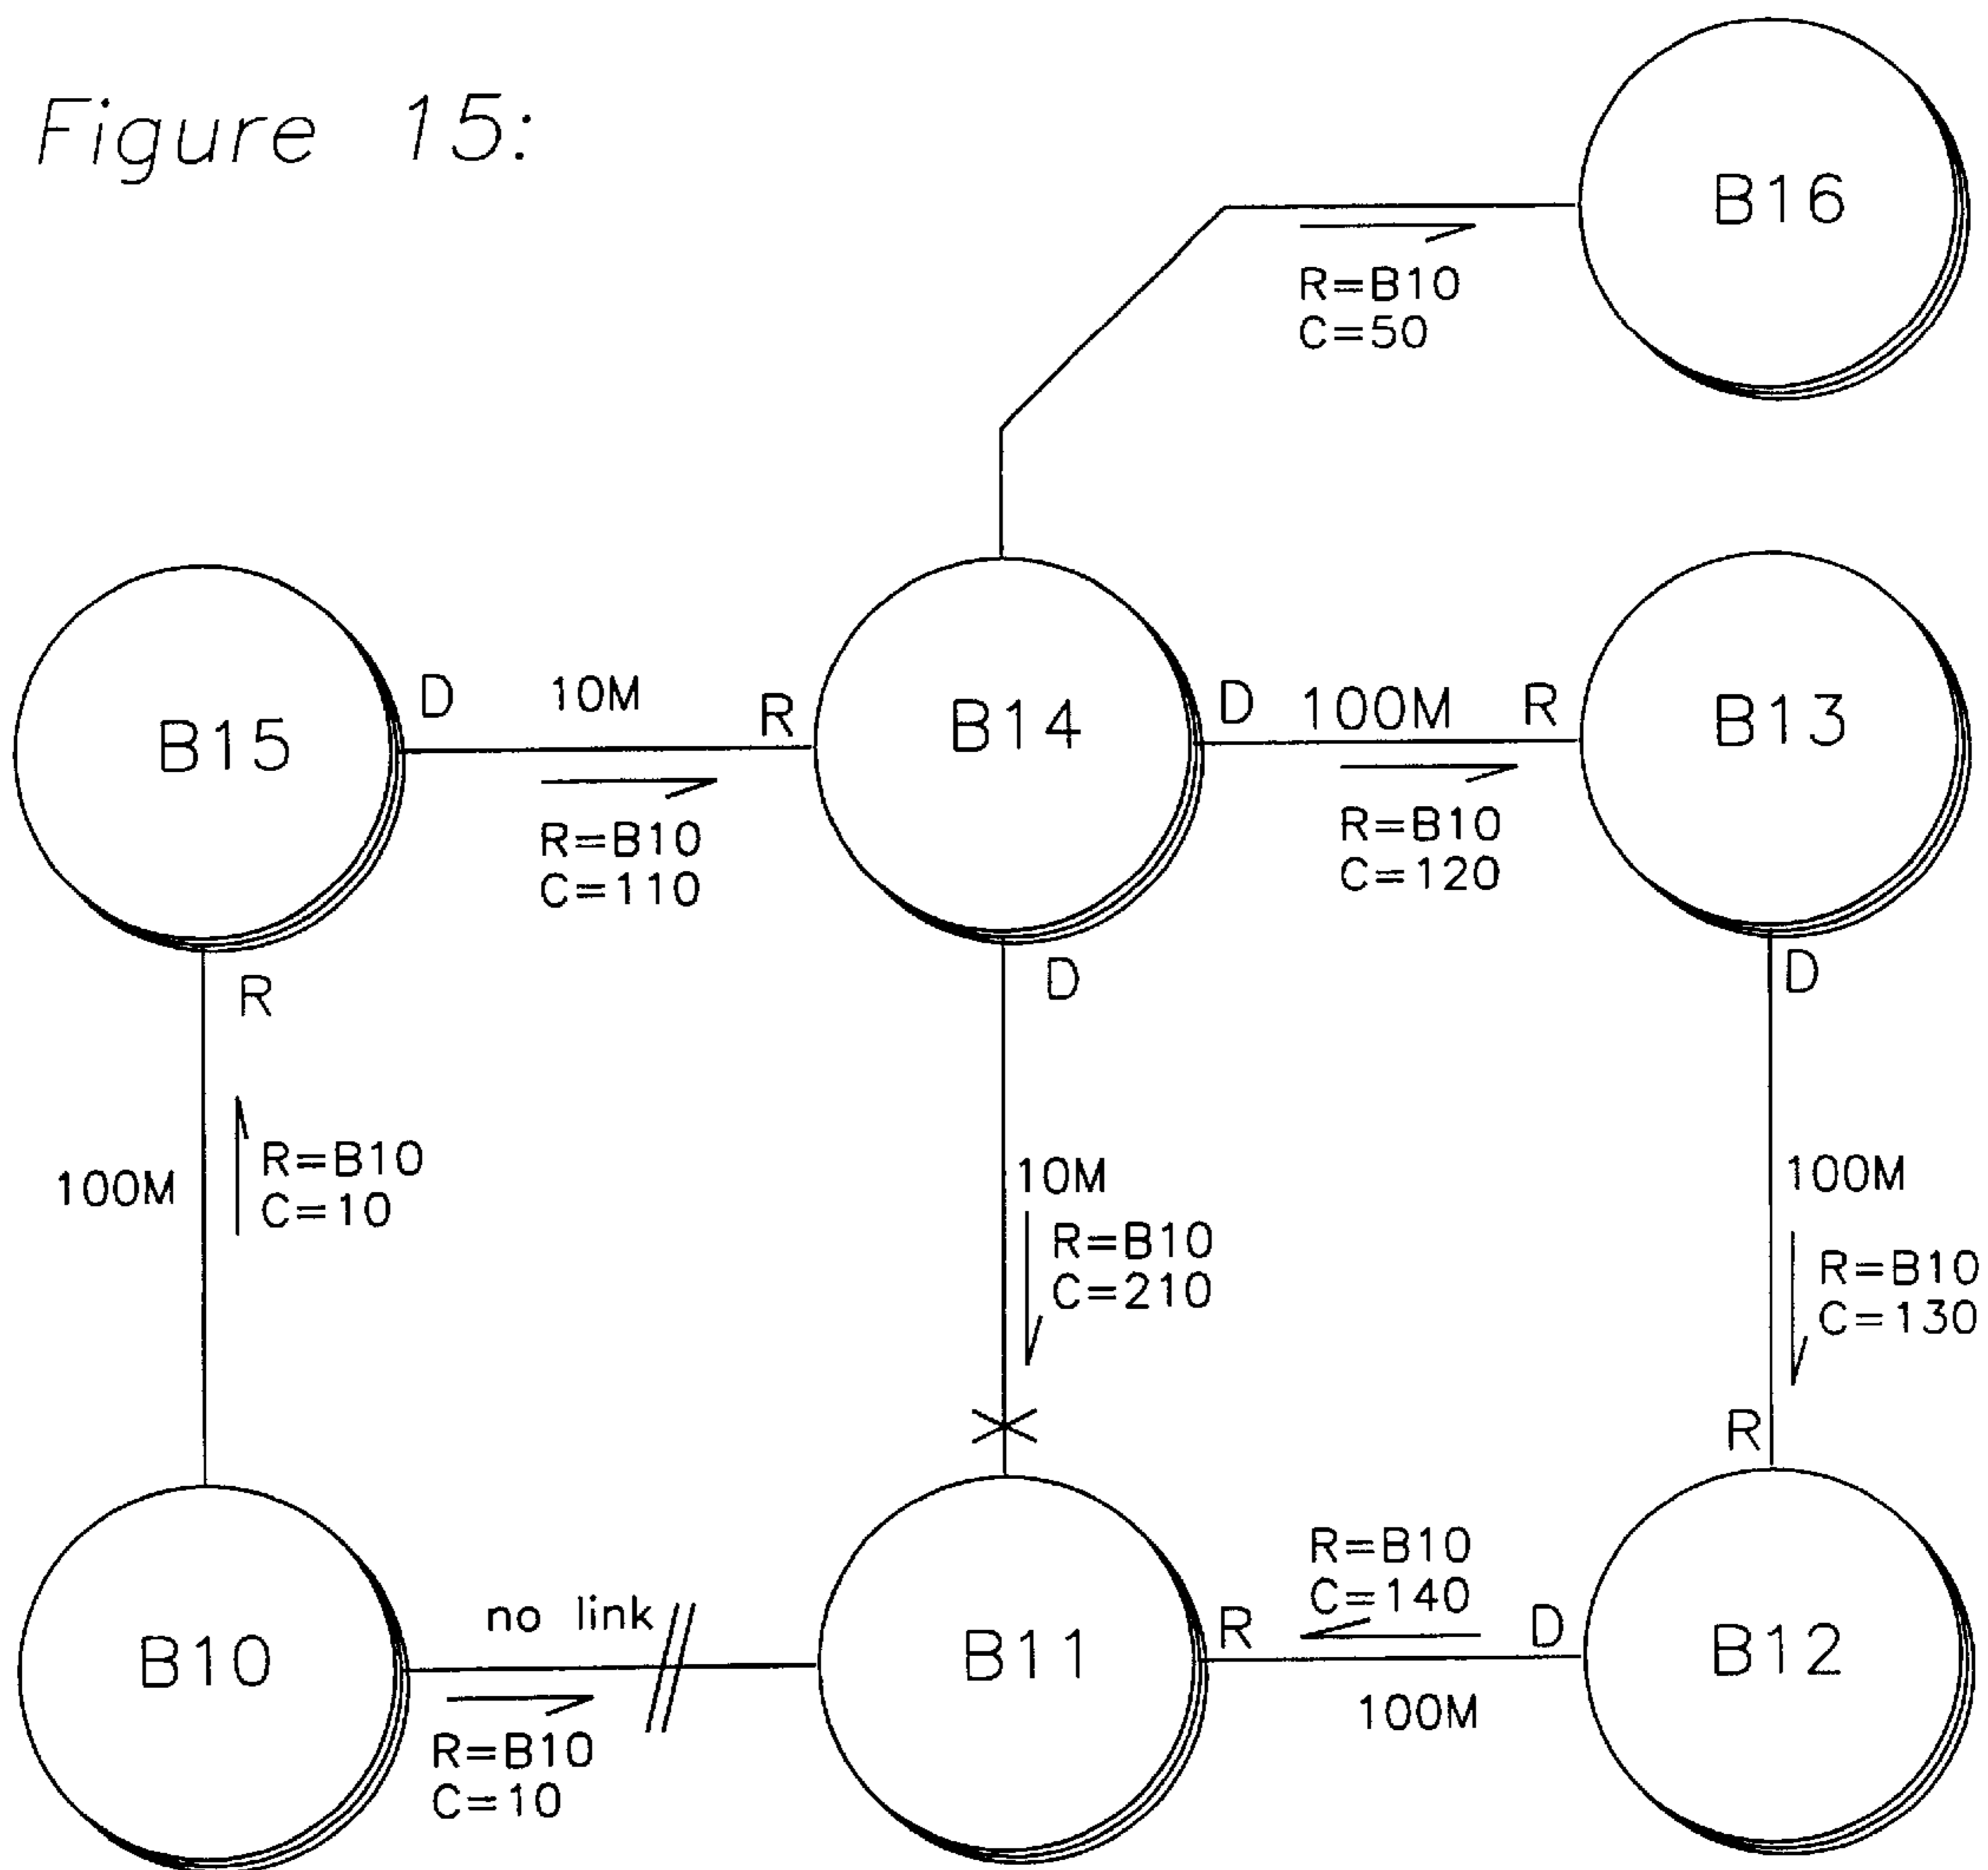 Figure 15:
B16
R=B10
C=50
D
10M
R
D
100M
R
B15
B14
B13
R=B10
C=110
R=B10
C=120
R
D
D
100M
R=B10
C=10
10M
R=B10
C=210
100M
R=B10
C=130
R
R=B10
C=140
no link
R
D
B10
B11
B12
100M
R=B10
C=10